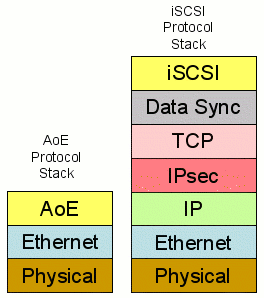 AoE
Protocol
Stack
AoE
Ethernet
Physical
iSCSI
Protocol
Stack
iSCSI
Data Sync
TCP
IPsec
IP
Ethernet
Physical